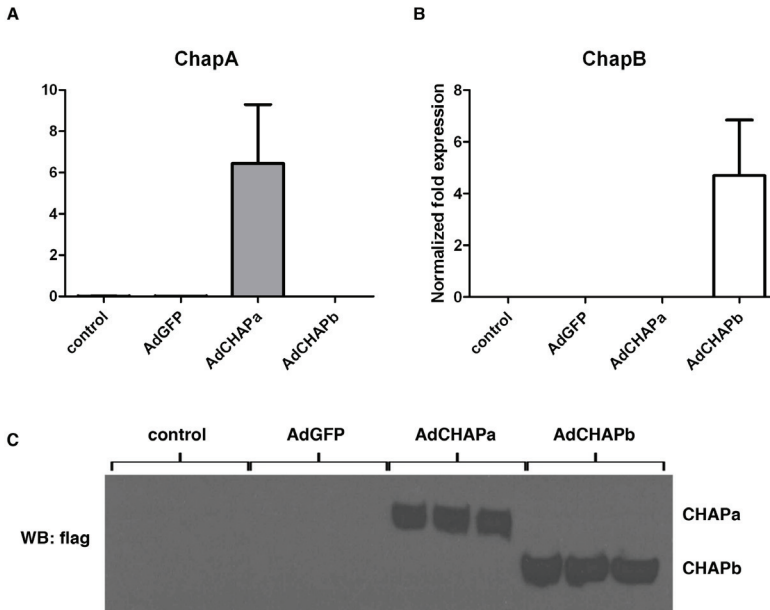 A
ChapA
10
8
6
4
2
0
control
AdGFP
AdCHAPa
AdCHAPb
B
ChapB
Normalized fold expression
8
6
4
2
0
control
AdGFP
AdCHAPa
AdCHAPb
C
control AdGFP AdCHAPa AdCHAPb
WB: flag
CHAPa
CHAPb